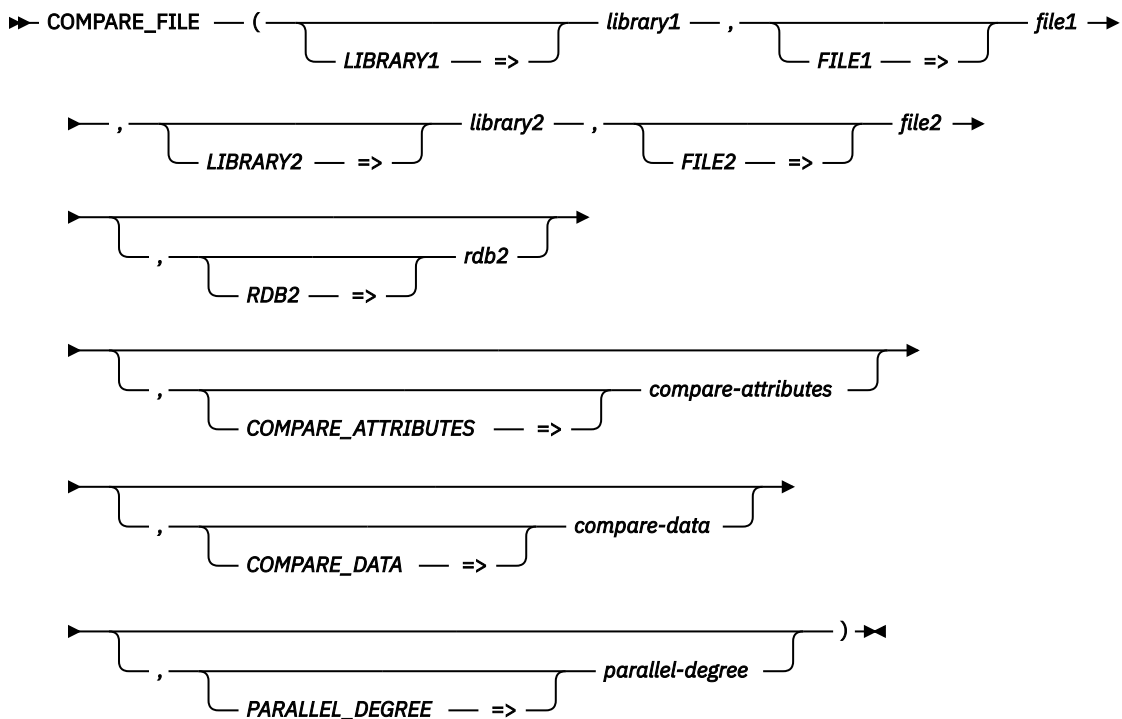 COMPARE_FILE ( library1 , file1
LIBRARY1 => FILE1 =>
, library2 , file2
LIBRARY2 => FILE2 =>
, rdb2
RDB2 =>
, compare-attributes
COMPARE_ATTRIBUTES =>
, compare-data
COMPARE_DATA =>
)
, parallel-degree
PARALLEL_DEGREE =>